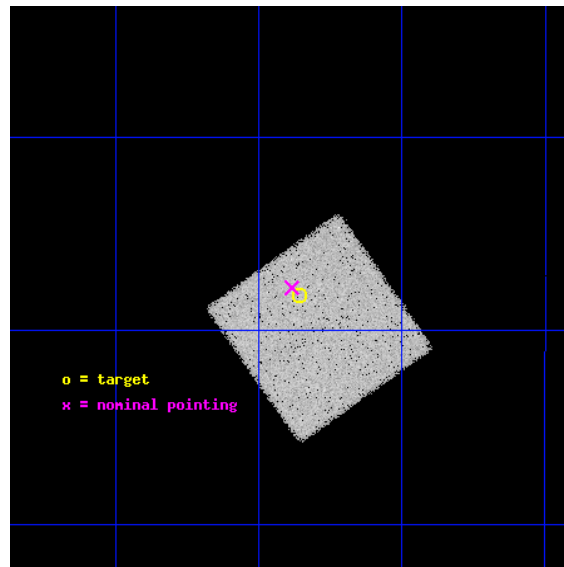 o = target
x = nominal pointing